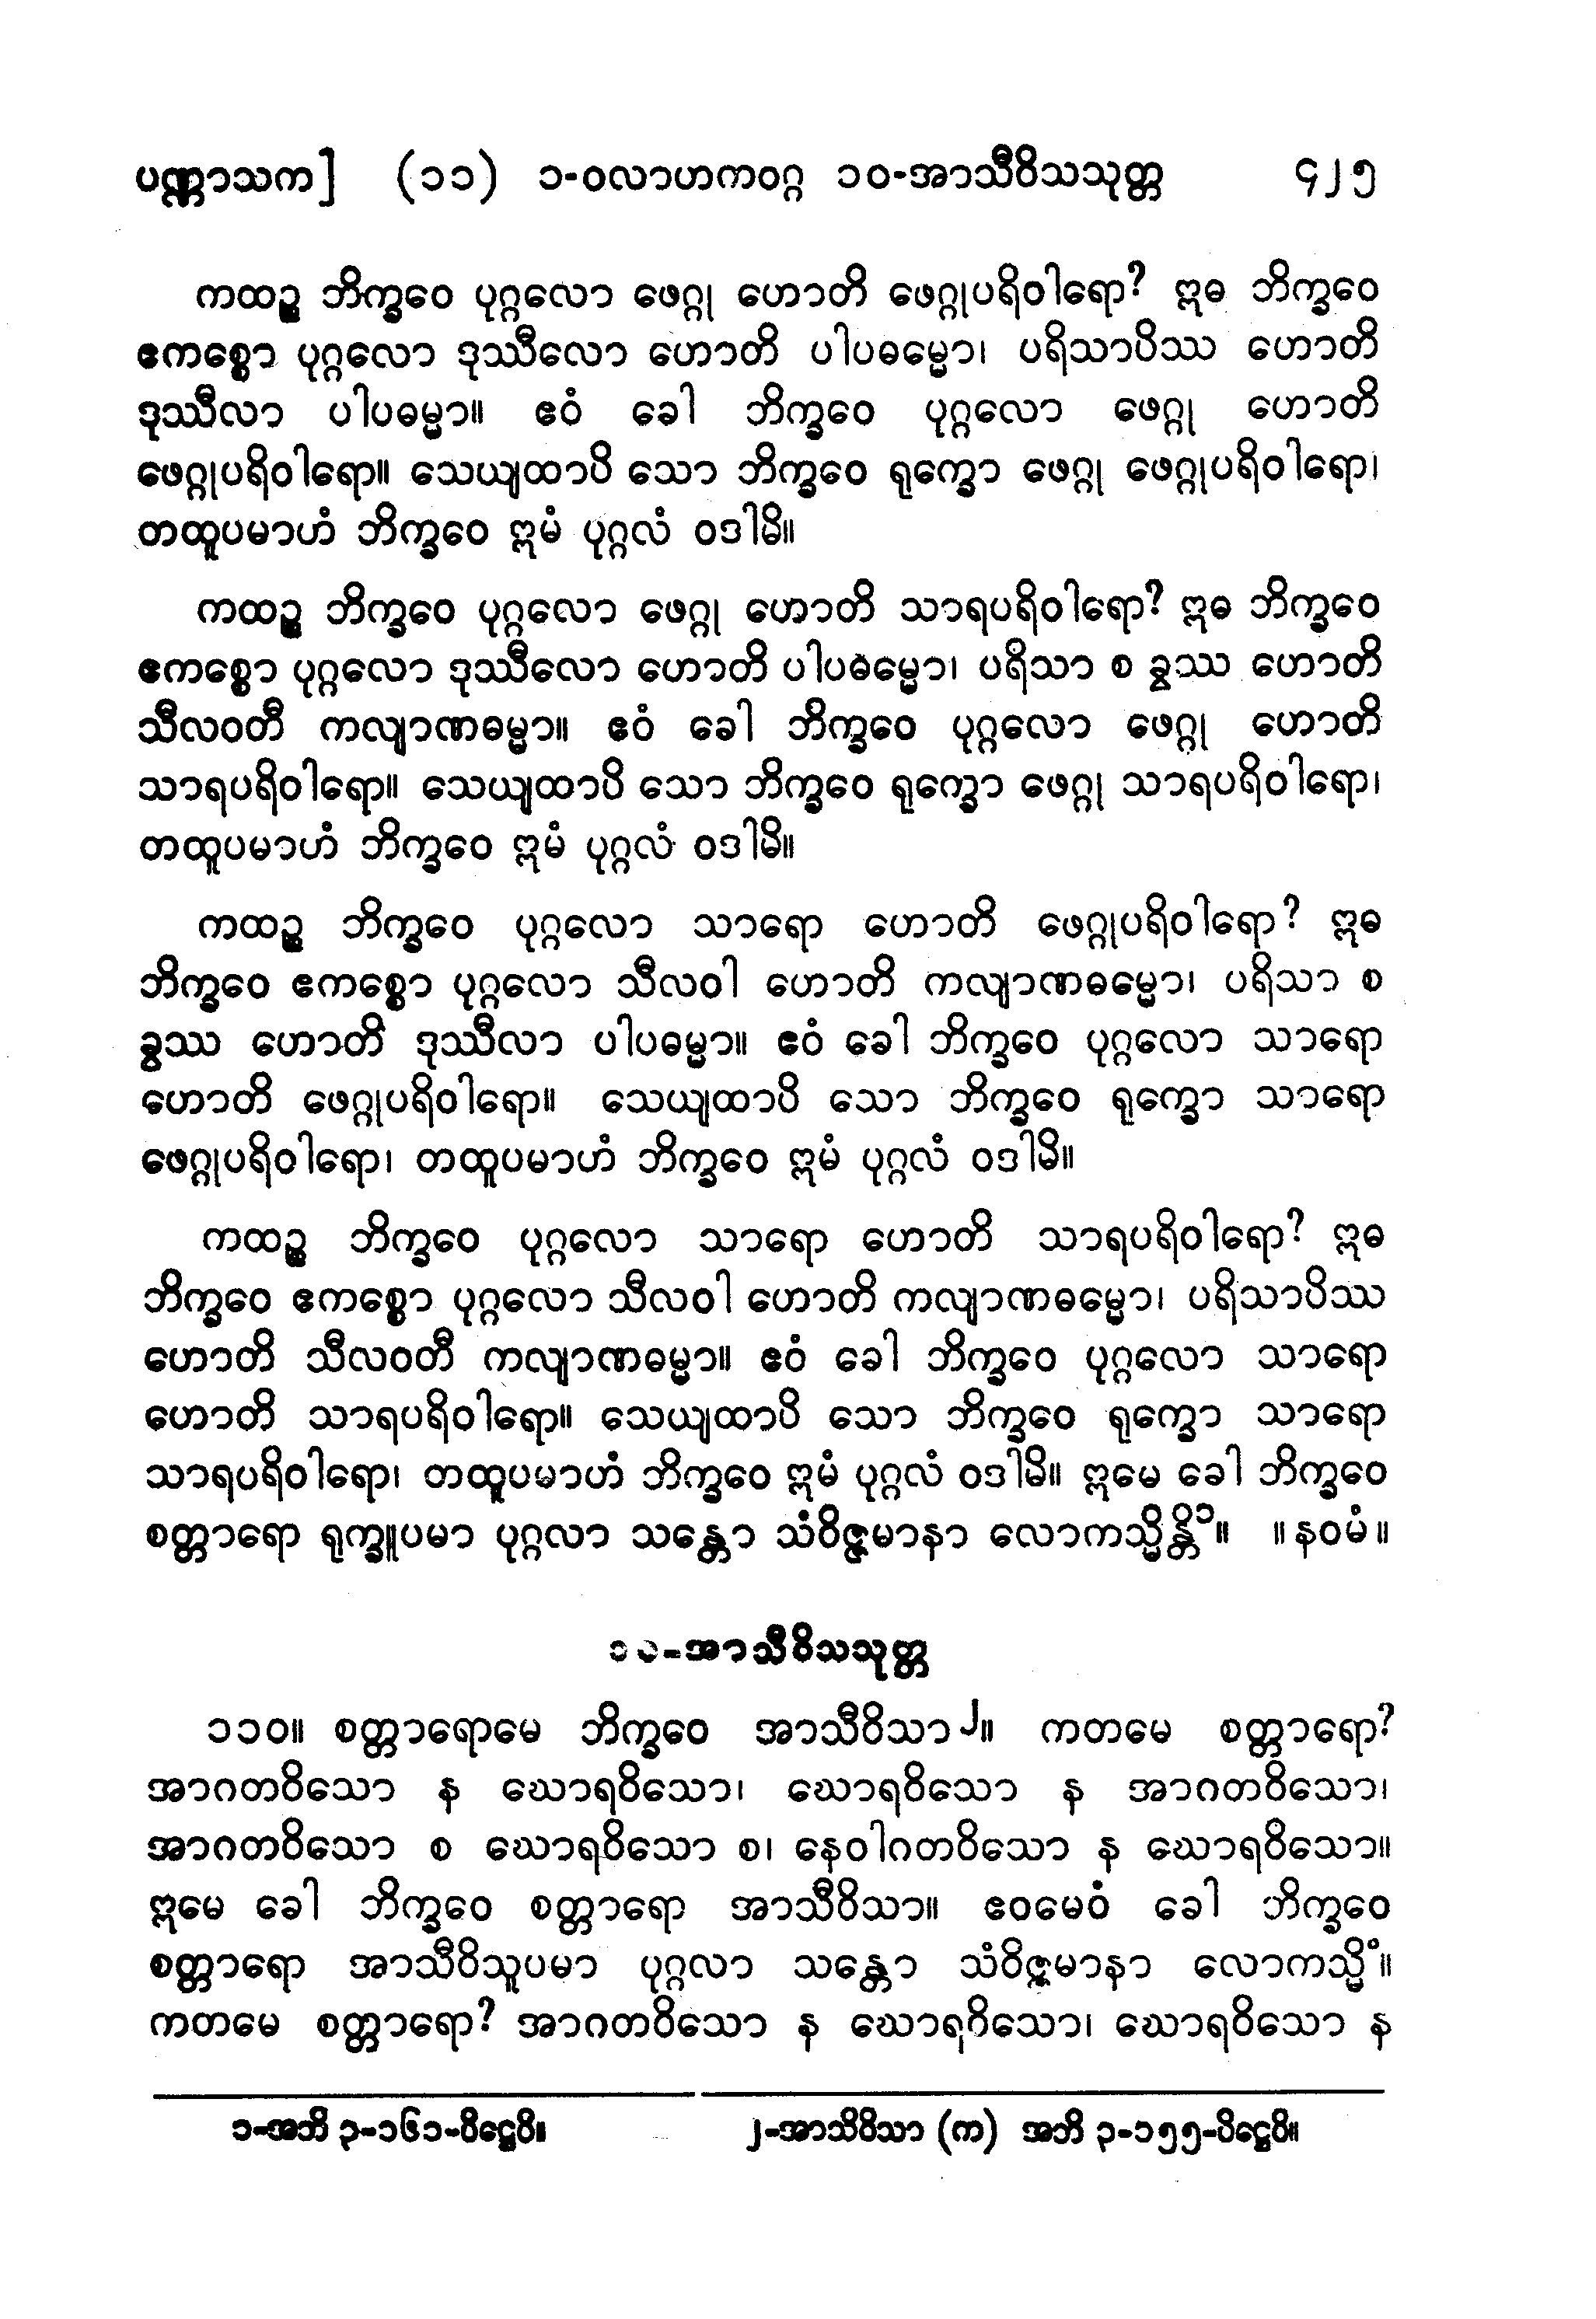 ပဏ္ဏာသက] (၁၁) ၁-ဝလာဟကဝဂ္ဂ ၁၀-အာသီဝိသသုတ္တ ၄၂၅
ကထဉ္စ ဘိက္ခဝေ ပုဂ္ဂလော ဖေဂ္ဂု ဟောတိ ဖေဂ္ဂုပရိဝါရော? ဣဓ ဘိက္ခဝေ
ဧကစ္စော ပုဂ္ဂလော ဒုဿီလော ဟောတိ ပါပဓမ္မော၊ ပရိသာပိဿ ဟောတိ
ဒုဿီလာ ပါပဓမ္မာ။ ဧဝံ ခေါ ဘိက္ခဝေ ပုဂ္ဂလော ဖေဂ္ဂု ဟောတိ
ဖေဂ္ဂုပရိဝါရော။ သေယျထာပိ သော ဘိက္ခဝေ ရုက္ခော ဖေဂ္ဂု ဖေဂ္ဂုပရိဝါရော၊
တထူပမာဟံ ဘိက္ခဝေ ဣမံ ပုဂ္ဂလံ ဝဒါမိ။
ကထဉ္စ ဘိက္ခဝေ ပုဂ္ဂလော ဖေဂ္ဂု ဟောတိ သာရပရိဝါရော? ဣဓ ဘိက္ခဝေ
ဧကစ္စော ပုဂ္ဂလော ဒုဿီလော ဟောတိ ပါပဓမ္မော၊ ပရိသာ စ ခွဿ ဟောတိ
သီလဝတီ ကလျာဏဓမ္မာ။ ဧဝံ ခေါ ဘိက္ခဝေ ပုဂ္ဂလော ဖေဂ္ဂု ဟောတိ
သာရပရိဝါရော။ သေယျထာပိ သော ဘိက္ခဝေ ရုက္ခော ဖေဂ္ဂု သာရပရိဝါရော၊
တထူပမာဟံ ဘိက္ခဝေ ဣမံ ပုဂ္ဂလံ ဝဒါမိ။
ကထဉ္စ ဘိက္ခဝေ ပုဂ္ဂလော သာရော ဟောတိ ဖေဂ္ဂုပရိဝါရော? ဣဓ
ဘိက္ခဝေ ဧကစ္စော ပုဂ္ဂလော သီလဝါ ဟောတိ ကလျာဏဓမ္မော၊ ပရိသာ စ
ခွဿ ဟောတိ ဒုဿီလာ ပါပဓမ္မာ။ ဧဝံ ခေါ ဘိက္ခဝေ ပုဂ္ဂလော သာရော
ဟောတိ ဖေဂ္ဂုပရိဝါရော။ သေယျထာပိ သော ဘိက္ခဝေ ရုက္ခော သာရော
ဖေဂ္ဂုပရိဝါရော၊ တထူပမာဟံ ဘိက္ခဝေ ဣမံ ပုဂ္ဂလံ ဝဒါမိ။
ကထဉ္စ ဘိက္ခဝေ ပုဂ္ဂလော သာရော ဟောတိ သာရပရိဝါရော? ဣဓ
ဘိက္ခဝေ ဧကစ္စော ပုဂ္ဂလော သီလဝါ ဟောတိ ကလျာဏဓမ္မော၊ ပရိသာပိဿ
ဟောတိ သီလဝတီ ကလျာဏဓမ္မာ။ ဧဝံ ခေါ ဘိက္ခဝေ ပုဂ္ဂလော သာရော
ဟောတိ သာရပရိဝါရော။ သေယျထာပိ သော ဘိက္ခဝေ ရုက္ခော သာရော
သာရပရိဝါရော၊ တထူပမာဟံ ဘိက္ခဝေ ဣမံ ပုဂ္ဂလံ ဝဒါမိ။ ဣမေ ခေါ ဘိက္ခဝေ
စတ္တာရော ရုက္ခူပမာ ပုဂ္ဂလာ သန္တော သံဝိဇ္ဇမာနာ လောကသ္မိန္တိ၁။ ။နဝမံ။
၁၀-အာသီဝိသသုတ္တ
၁၁၀။ စတ္တာရောမေ ဘိက္ခဝေ အာသီဝိသာ၂။ ကတမေ စတ္တာရော?
အာဂတဝိသော န ဃောရဝိသော၊ ဃောရဝိသော န အာဂတဝိသော၊
အာဂတဝိသော စ ဃောရဝိသော စ၊ နေဝါဂတဝိသော န ဃောရဝိသော။
ဣမေ ခေါ ဘိက္ခဝေ စတ္တာရော အာသီဝိသာ။ ဧဝမေဝံ ခေါ ဘိက္ခဝေ
စတ္တာရော အာသီဝိသူပမာ ပုဂ္ဂလာ သန္တော သံဝိဇ္ဇမာနာ လောကသ္မိံ။
ကတမေ စတ္တာရော? အာဂတဝိသော န ဃောရဝိသော၊ ဃောရဝိသော န
၁-အဘိ ၃-၁၆၁-ပိဋ္ဌေပိ။ ၂-အာသိဝိသာ (က) အဘိ ၃-၁၅၅-ပိဋ္ဌေပိ။